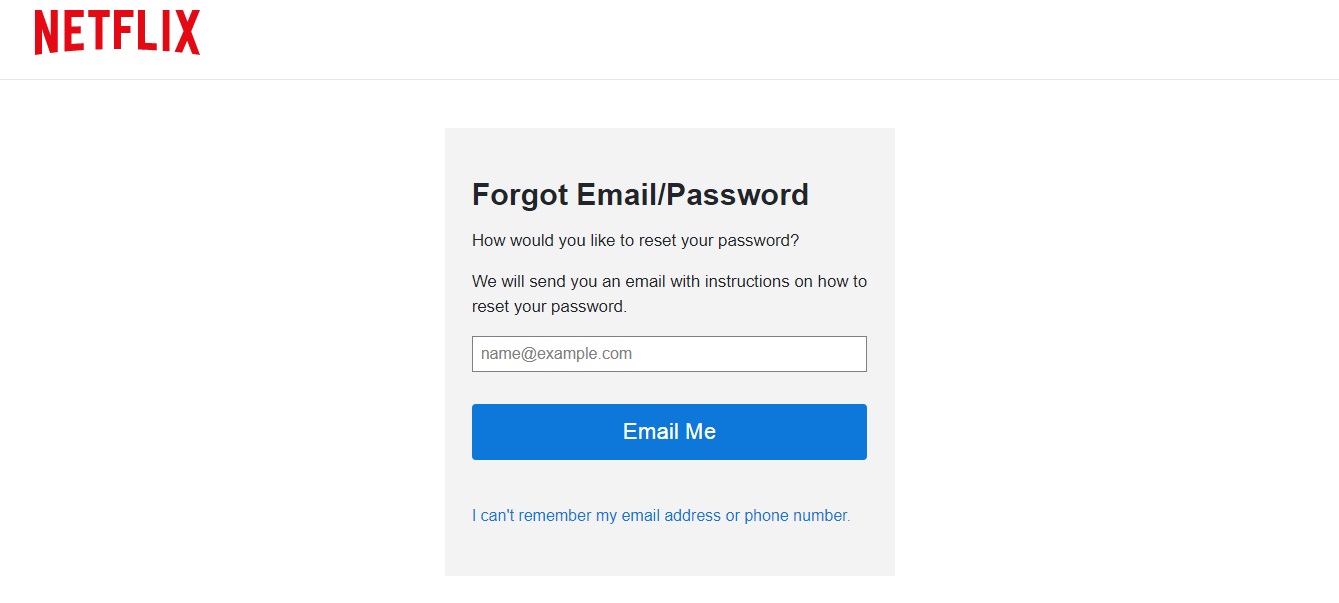 NETFLIX
Forgot Email/Password
How would you like to reset your password?
We will send you an email with instructions on how to
reset your password.
name@example.com
Email Me
I can't remember my email address or phone number.